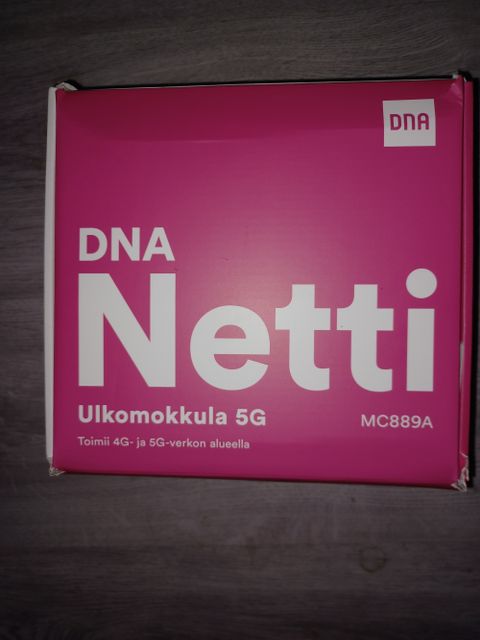 DNA
DNA
Netti
Ulkomokkula 5G
MC889A
Toimii 4G- ja 5G-verkon alueella